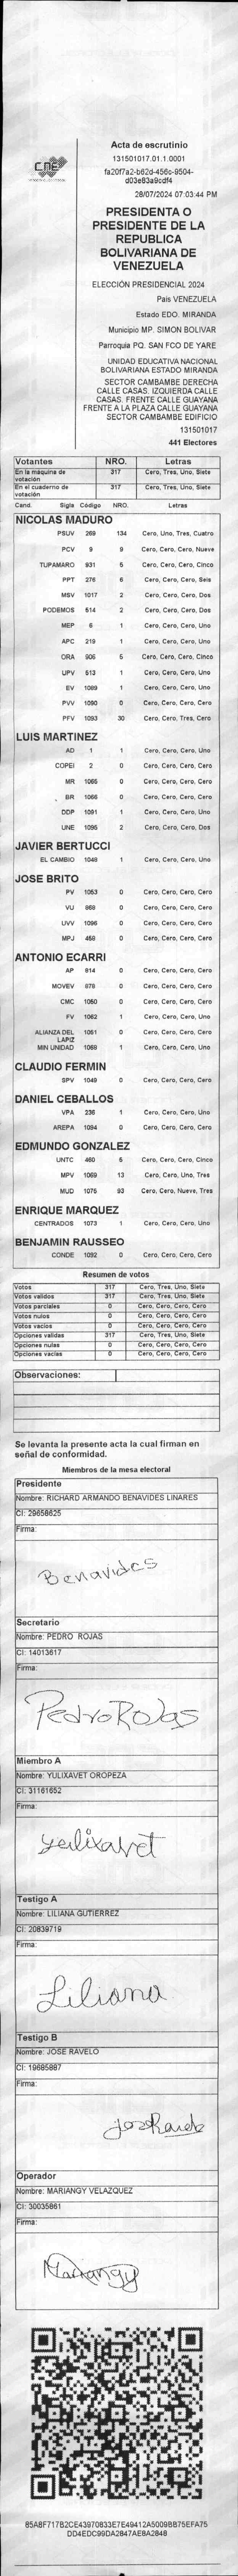 CNE
Acta de escrutinio
131501017.01.1.0001
fa20f7a2-b62d-456c-9504-
d03e83a9cdf4
28/07/2024 07:03:44 PM
PRESIDENTA O
PRESIDENTE DE LA
REPUBLICA
BOLIVARIANA DE
VENEZUELA
ELECCIÓN PRESIDENCIAL 2024
Pais VENEZUELA
Estado EDO. MIRANDA
Municipio MP. SIMON BOLIVAR
Parroquia PQ. SAN FCO DE YARE
UNIDAD EDUCATIVA NACIONAL
BOLIVARIANA ESTADO MIRANDA
SECTOR CAMBAMBE DERECHA
CALLE CASAS. IZQUIERDA CALLE
CASAS. FRENTE CALLE GUAYANA
FRENTE A LA PLAZA CALLE GUAYANA
SECTOR CAMBAMBE EDIFICIO
131501017
441 Electores
Votantes NRO. Letras
En la maquina de votación 317 Cero, Tres, Uno, Siete
En el cuaderno de votación 317 Cero, Tres, Uno, Siete
Cand. Sigla Código NRO. Letras
NICOLAS MADURO
PSUV 269 134 Cero, Uno, Tres, Cuatro
PCV 9 9 Cero, Cero, Cero, Nueve
TUPAMARO 931 5 Cero, Cero, Cero, Cinco
PPT 276 6 Cero, Cero, Cero, Seis
MSV 1017 2 Cero, Cero, Cero, Dos
PODEMOS 514 2 Cero, Cero, Cero, Dos
MEP 6 1 Cero, Cero, Cero, Uno
APC 219 1 Cero, Cero, Cero, Uno
ORA 906 5 Cero, Cero, Cero, Cinco
UPV 513 1 Cero, Cero, Cero, Uno
EV 1089 1 Cero, Cero, Cero, Uno
PVV 1090 0 Cero, Cero, Cero, Cero
PFV 1093 30 Cero, Cero, Tres, Cero
LUIS MARTINEZ
AD 1 1 Cero, Cero, Cero, Uno
COPEI 2 0 Cero, Cero, Cero, Cero
MR 1065 0 Cero, Cero, Cero, Cero
BR 1066 0 Cero, Cero, Cero, Cero
DDP 1091 1 Cero, Cero, Cero, Uno
UNE 1095 2 Cero, Cero, Cero, Dos
JAVIER BERTUCCI
EL CAMBIO 1048 1 Cero, Cero, Cero, Uno
JOSE BRITO
PV 1053 0 Cero, Cero, Cero, Cero
VU 868 0 Cero, Cero, Cero, Cero
UVV 1096 0 Cero, Cero, Cero, Cero
MPJ 458 0 Cero, Cero, Cero, Cero
ANTONIO ECARRI
AP 814 0 Cero, Cero, Cero, Cero
MOVEV 878 0 Cero, Cero, Cero, Cero
CMC 1050 0 Cero, Cero, Cero, Cero
FV 1062 1 Cero, Cero, Cero, Uno
ALIANZA DEL LAPIZ 1051 0 Cero, Cero, Cero, Cero
MIN UNIDAD 1068 1 Cero, Cero, Cero, Uno
CLAUDIO FERMIN
SPV 1049 0 Cero, Cero, Cero, Cero
DANIEL CEBALLOS
VPA 236 1 Cero, Cero, Cero, Uno
AREPA 1094 0 Cero, Cero, Cero, Cero
EDMUNDO GONZALEZ
UNTC 460 5 Cero, Cero, Cero, Cinco
MPV 1069 13 Cero, Cero, Uno, Tres
MUD 1075 93 Cero, Cero, Nueve, Tres
ENRIQUE MARQUEZ
CENTRADOS 1073 1 Cero, Cero, Cero, Uno
BENJAMIN RAUSSEO
CONDE 1092 0 Cero, Cero, Cero, Cero
Resumen de votos
Votos 317 Cero, Tres, Uno, Siete
Votos validos 317 Cero, Tres, Uno, Siete
Votos parciales 0 Cero, Cero, Cero, Cero
Votos nulos 0 Cero, Cero, Cero, Cero
Votos vacios 0 Cero, Cero, Cero, Cero
Opciones validas 317 Cero, Tres, Uno, Siete
Opciones nulas 0 Cero, Cero, Cero, Cero
Opciones vacias 0 Cero, Cero, Cero, Cero
Observaciones:
Se levanta la presente acta la cual firman en
señal de conformidad.
Miembros de la mesa electoral
Presidente
Nombre: RICHARD ARMANDO BENAVIDES LINARES
CI: 29658625
Firma:
Benavides
Secretario
Nombre: PEDRO ROJAS
CI: 14013617
Firma:
Pedro Rojas
Miembro A
Nombre: YULIXAVET OROPEZA
CI: 31161652
Firma:
yulixavet
Testigo A
Nombre: LILIANA GUTIERREZ
CI: 20839719
Firma:
Liliana
Testigo B
Nombre: JOSE RAVELO
CI: 19685887
Firma:
Operador
Nombre: MARIANGY VELAZQUEZ
CI: 30035861
Firma:
Mariangy
85A8F717B2CE43970833E7E49412A5009BB75EFA75
DD4EDC99DA2847AE8A2848